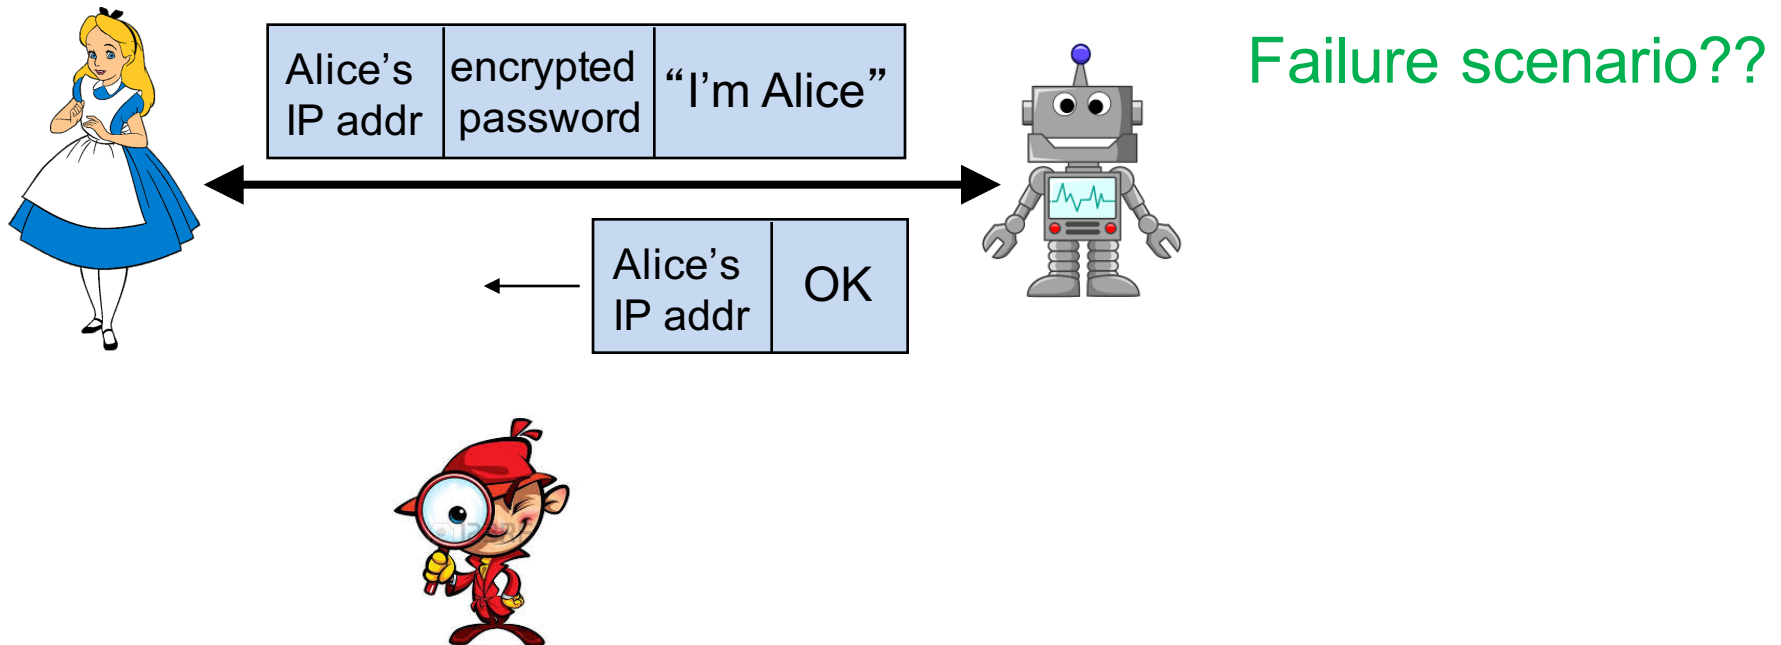 Alice’s
IP addr
encrypted
password
“I’m Alice”
Failure scenario??
Alice’s
IP addr
OK